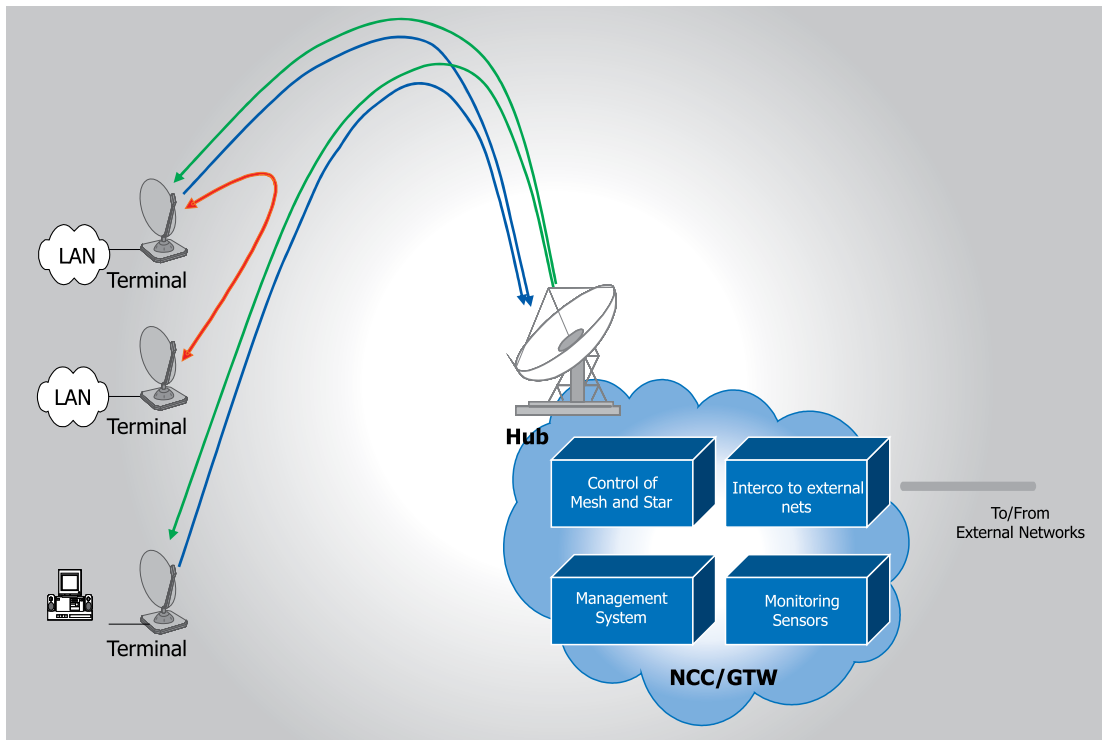 LAN
Terminal
LAN
Terminal
Terminal
Hub
Control of
Mesh and Star
Interco to external
nets
Management
System
Monitoring
Sensors
NCC/GTW
To/From
External Networks